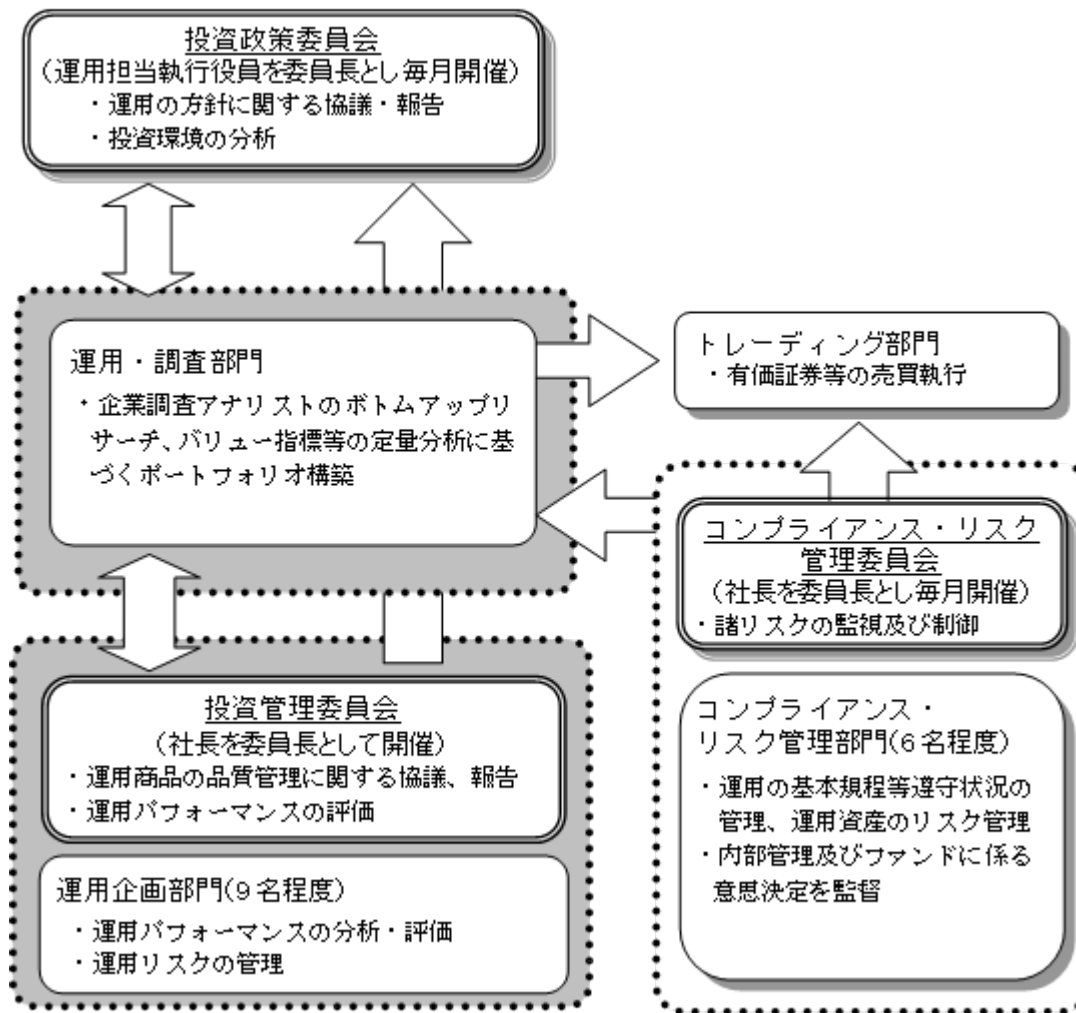 投資政策委員会
(運用担当執行役員を委員長とし毎月開催)
・運用の方針に関する協議・報告
・投資環境の分析
運用・調査部門
・企業調査アナリストのボトムアップリ
サーチ、バリュー指標等の定量分析に基
づくポートフォリオ構築
トレーディング部門
・有価証券等の売買執行
コンプライアンス・リスク
管理委員会
(社長を委員長とし毎月開催)
・諸リスクの監視及び制御
コンプライアンス・
リスク管理部門(6名程度)
・運用の基本規程等遵守状況の
管理、運用資産のリスク管理
・内部管理及びファンドに係る
意思決定を監督
投資管理委員会
(社長を委員長として開催)
・運用商品の品質管理に関する協議、報告
・運用パフォーマンスの評価
運用企画部門(9名程度)
・運用パフォーマンスの分析・評価
・運用リスクの管理